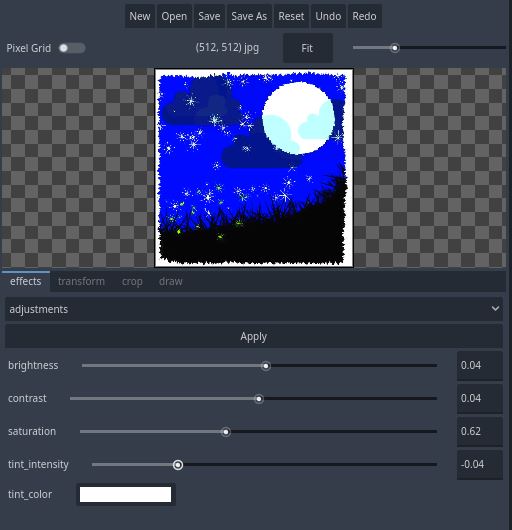 New Open Save Save As Reset Undo Redo
Pixel Grid (512, 512) jpg Fit
effects transform crop draw
adjustments
Apply
brightness 0.04
contrast 0.04
saturation 0.62
tint_intensity -0.04
tint_color